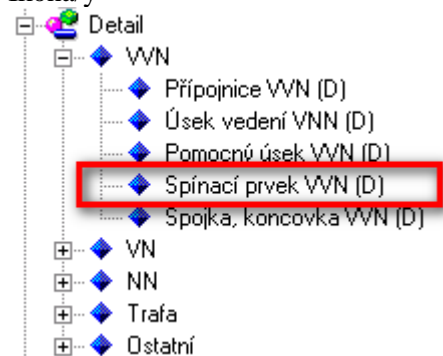 Detail
VVN
Přípojnice VVN (D)
Úsek vedení VNN (D)
Pomocný úsek VVN (D)
Spínací prvek VVN (D)
Spojka, koncovka VVN (D)
VN
NN
Trafa
Ostatní